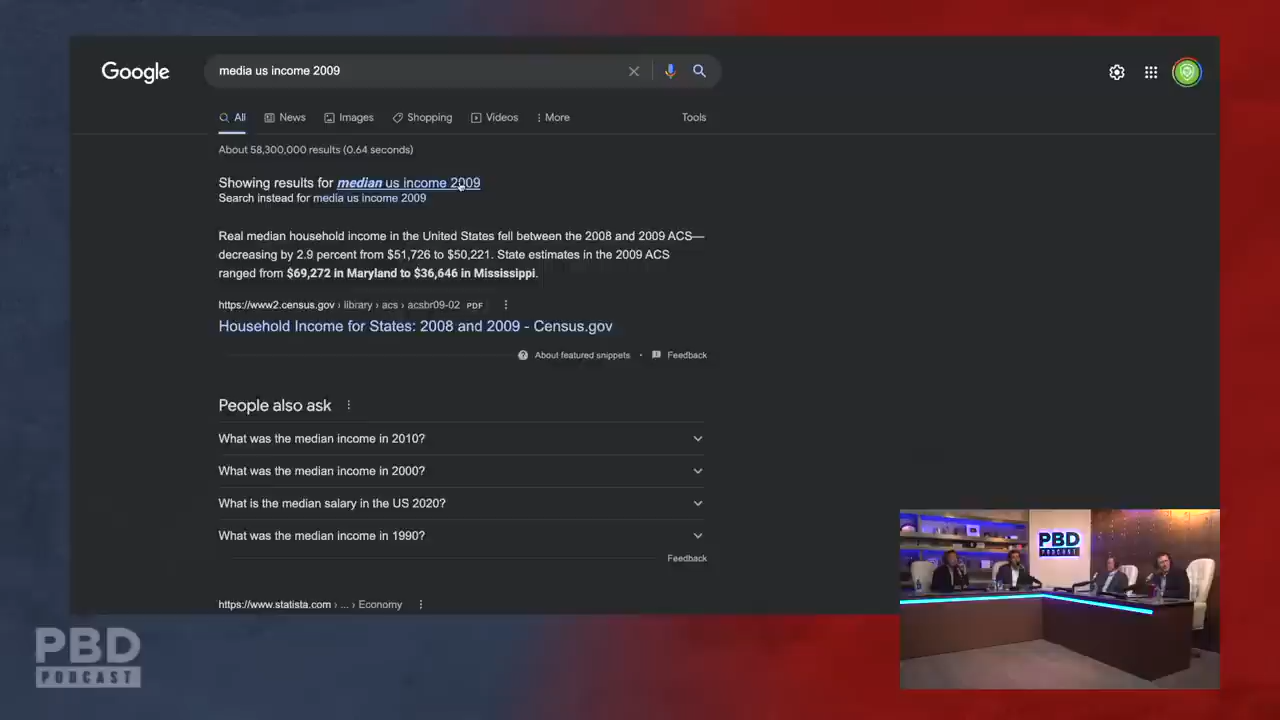 Google
media us income 2009
All
News
Images
Shopping
Videos
More
Tools
About 58,300,000 results (0.64 seconds)
Showing results for median us income 2009
Search instead for media us income 2009
Real median household income in the United States fell between the 2008 and 2009 ACS—
decreasing by 2.9 percent from $51,726 to $50,221. State estimates in the 2009 ACS
ranged from $69,272 in Maryland to $36,646 in Mississippi.
https://www2.census.gov › library › acs › acsbr09-02 PDF
Household Income for States: 2008 and 2009 - Census.gov
About featured snippets • Feedback
People also ask
What was the median income in 2010?
What was the median income in 2000?
What is the median salary in the US 2020?
What was the median income in 1990?
Feedback
https://www.statista.com › ... › Economy
PBD
PODCAST
PBD
PODCAST